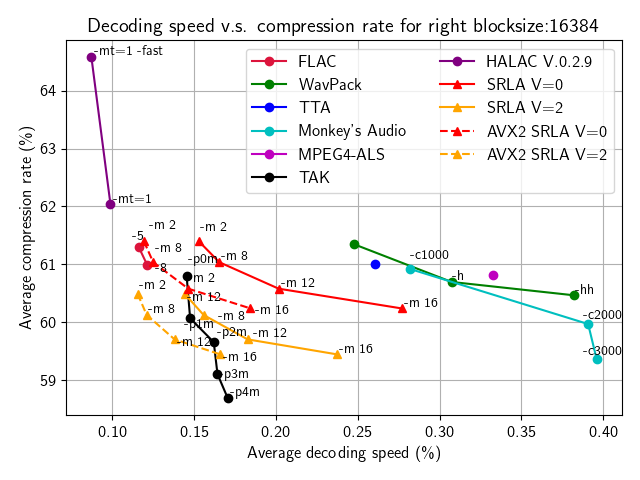 Decoding speed v.s. compression rate for right blocksize:16384
-mt=1 -fast
FLAC
WavPack
TTA
Monkey's Audio
MPEG4-ALS
TAK
HALAC V.0.2.9
SRLA V=0
SRLA V=2
AVX2 SRLA V=0
AVX2 SRLA V=2
64
63
62
61
60
59
Average compression rate (%)
-mt=1
-5
-m 2
-m 8
-8
-m 2
-m 8
-m 12
-m 16
-p0m
-m 2
-m 12
-m 16
-m 2
-m 8
-m 12
-m 16
-m 8
-m 12
-m 16
-p1m
-p2m
-p3m
-p4m
-c1000
-h
-hh
-c2000
-c3000
0.10
0.15
0.20
0.25
0.30
0.35
0.40
Average decoding speed (%)